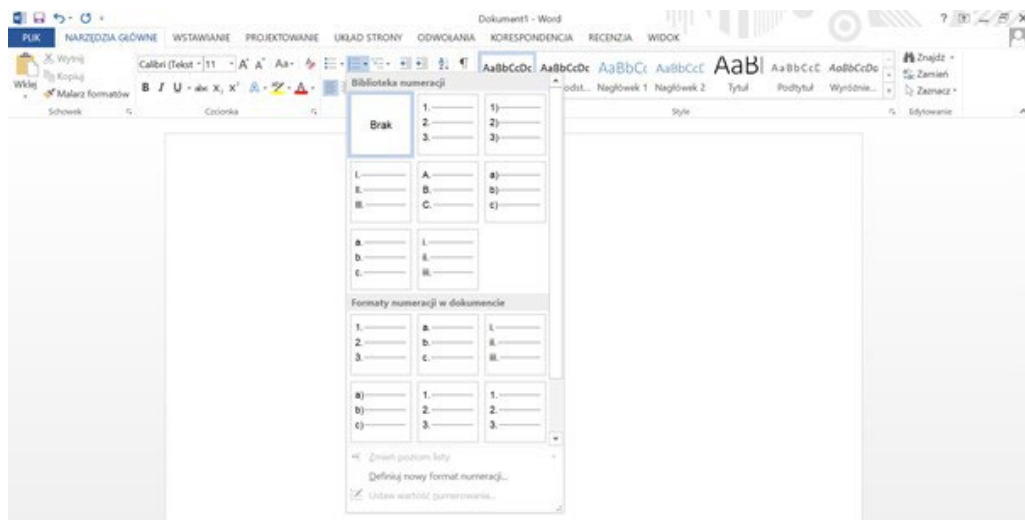 Dokument1 - Word
PLIK NARZĘDZIA GŁÓWNE WSTAWIANIE PROJEKTOWANIE UKŁAD STRONY ODWOŁANIA KORESPONDENCJA RECENZJA WIDOK
Wklej
Wytnij
Kopiuj
Malarz formatów
Schowek
Calibri (Tekst 11
B I U abc x, x²
Czcionka
AaBbCcDc AaBbCcDc AaBbCc AaBbCcC AaB AaBbCcC AaBbCcDc
odst... Nagłówek 1 Nagłówek 2 Tytuł Podtytuł Wyróżnie...
Style
Znajdź
Zamień
Zaznacz
Edytowanie
Biblioteka numeracji
Brak
1.
2.
3.
1)
2)
3)
I.
II.
III.
A.
B.
C.
a)
b)
c)
a.
b.
c.
i.
ii.
iii.
Formaty numeracji w dokumencie
1.
2.
3.
a.
b.
c.
i.
ii.
iii.
a)
b)
c)
1.
2.
3.
1.
2.
3.
Zmień poziom listy
Definiuj nowy format numeracji...
Ustaw wartość numerowania...